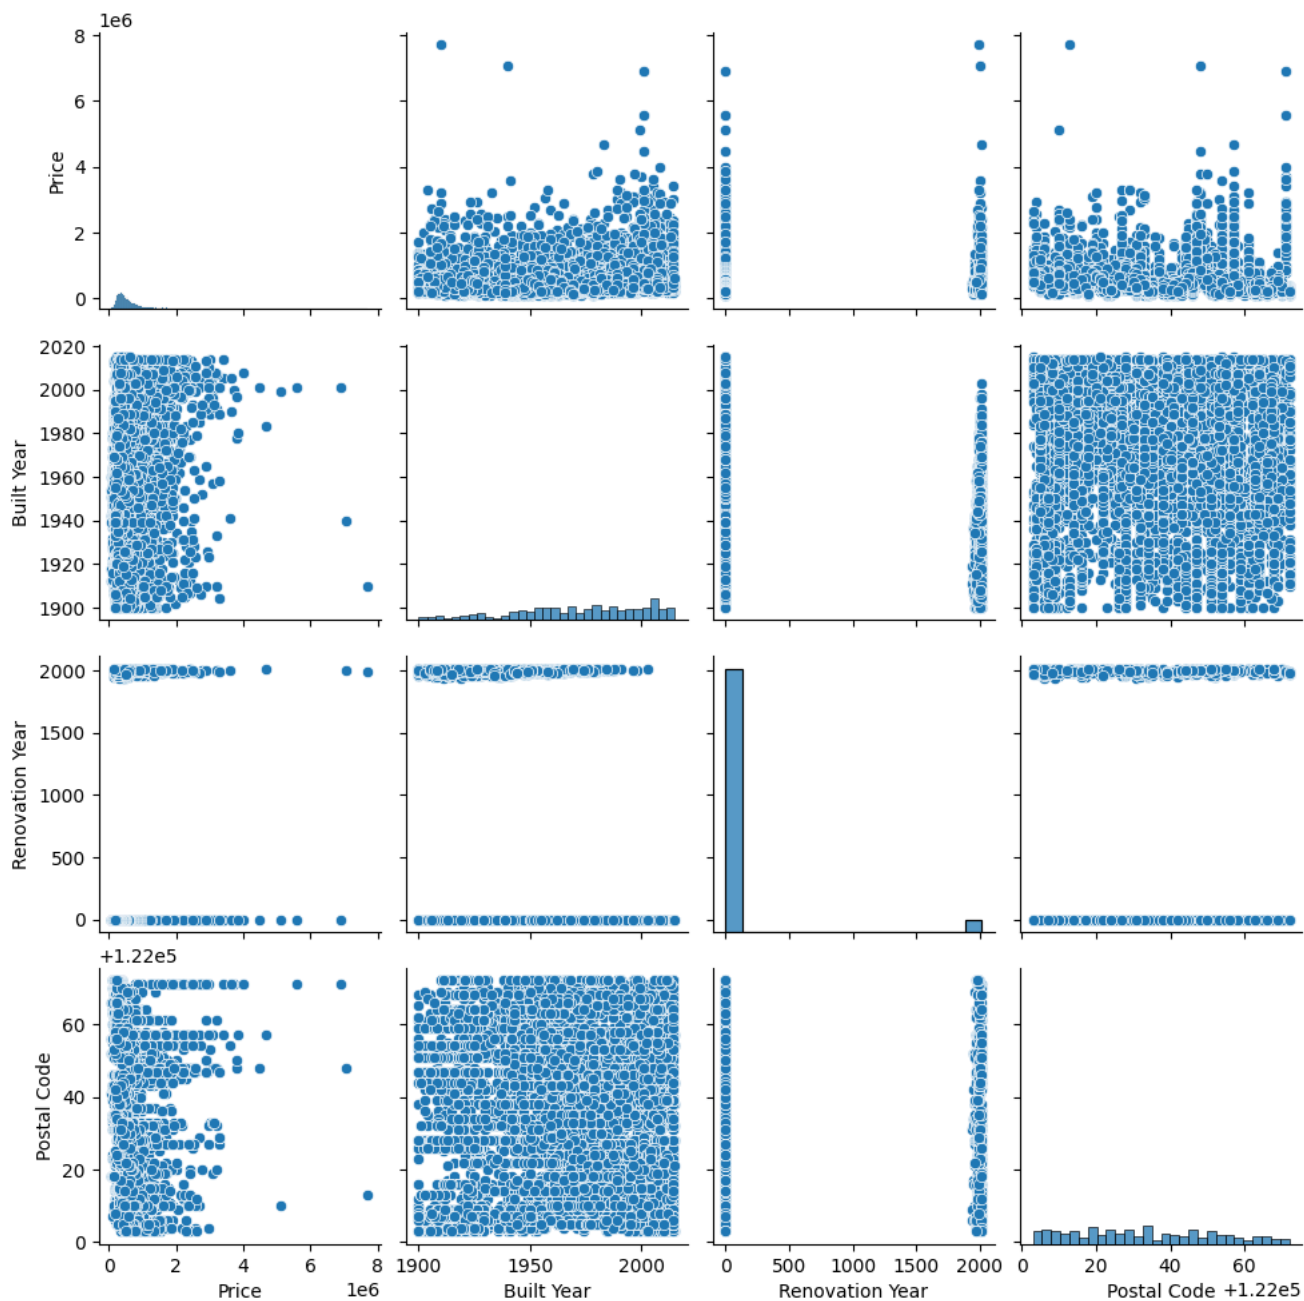 1e6
8
6
4
2
0
Price
2020
2000
1980
1960
1940
1920
1900
Built Year
2000
1500
1000
500
0
Renovation Year
+1.22e5
60
40
20
0
Postal Code
0 2 4 6 8
1e6
Price
1900 1950 2000
Built Year
0 500 1000 1500 2000
Renovation Year
0 20 40 60
Postal Code +1.22e5